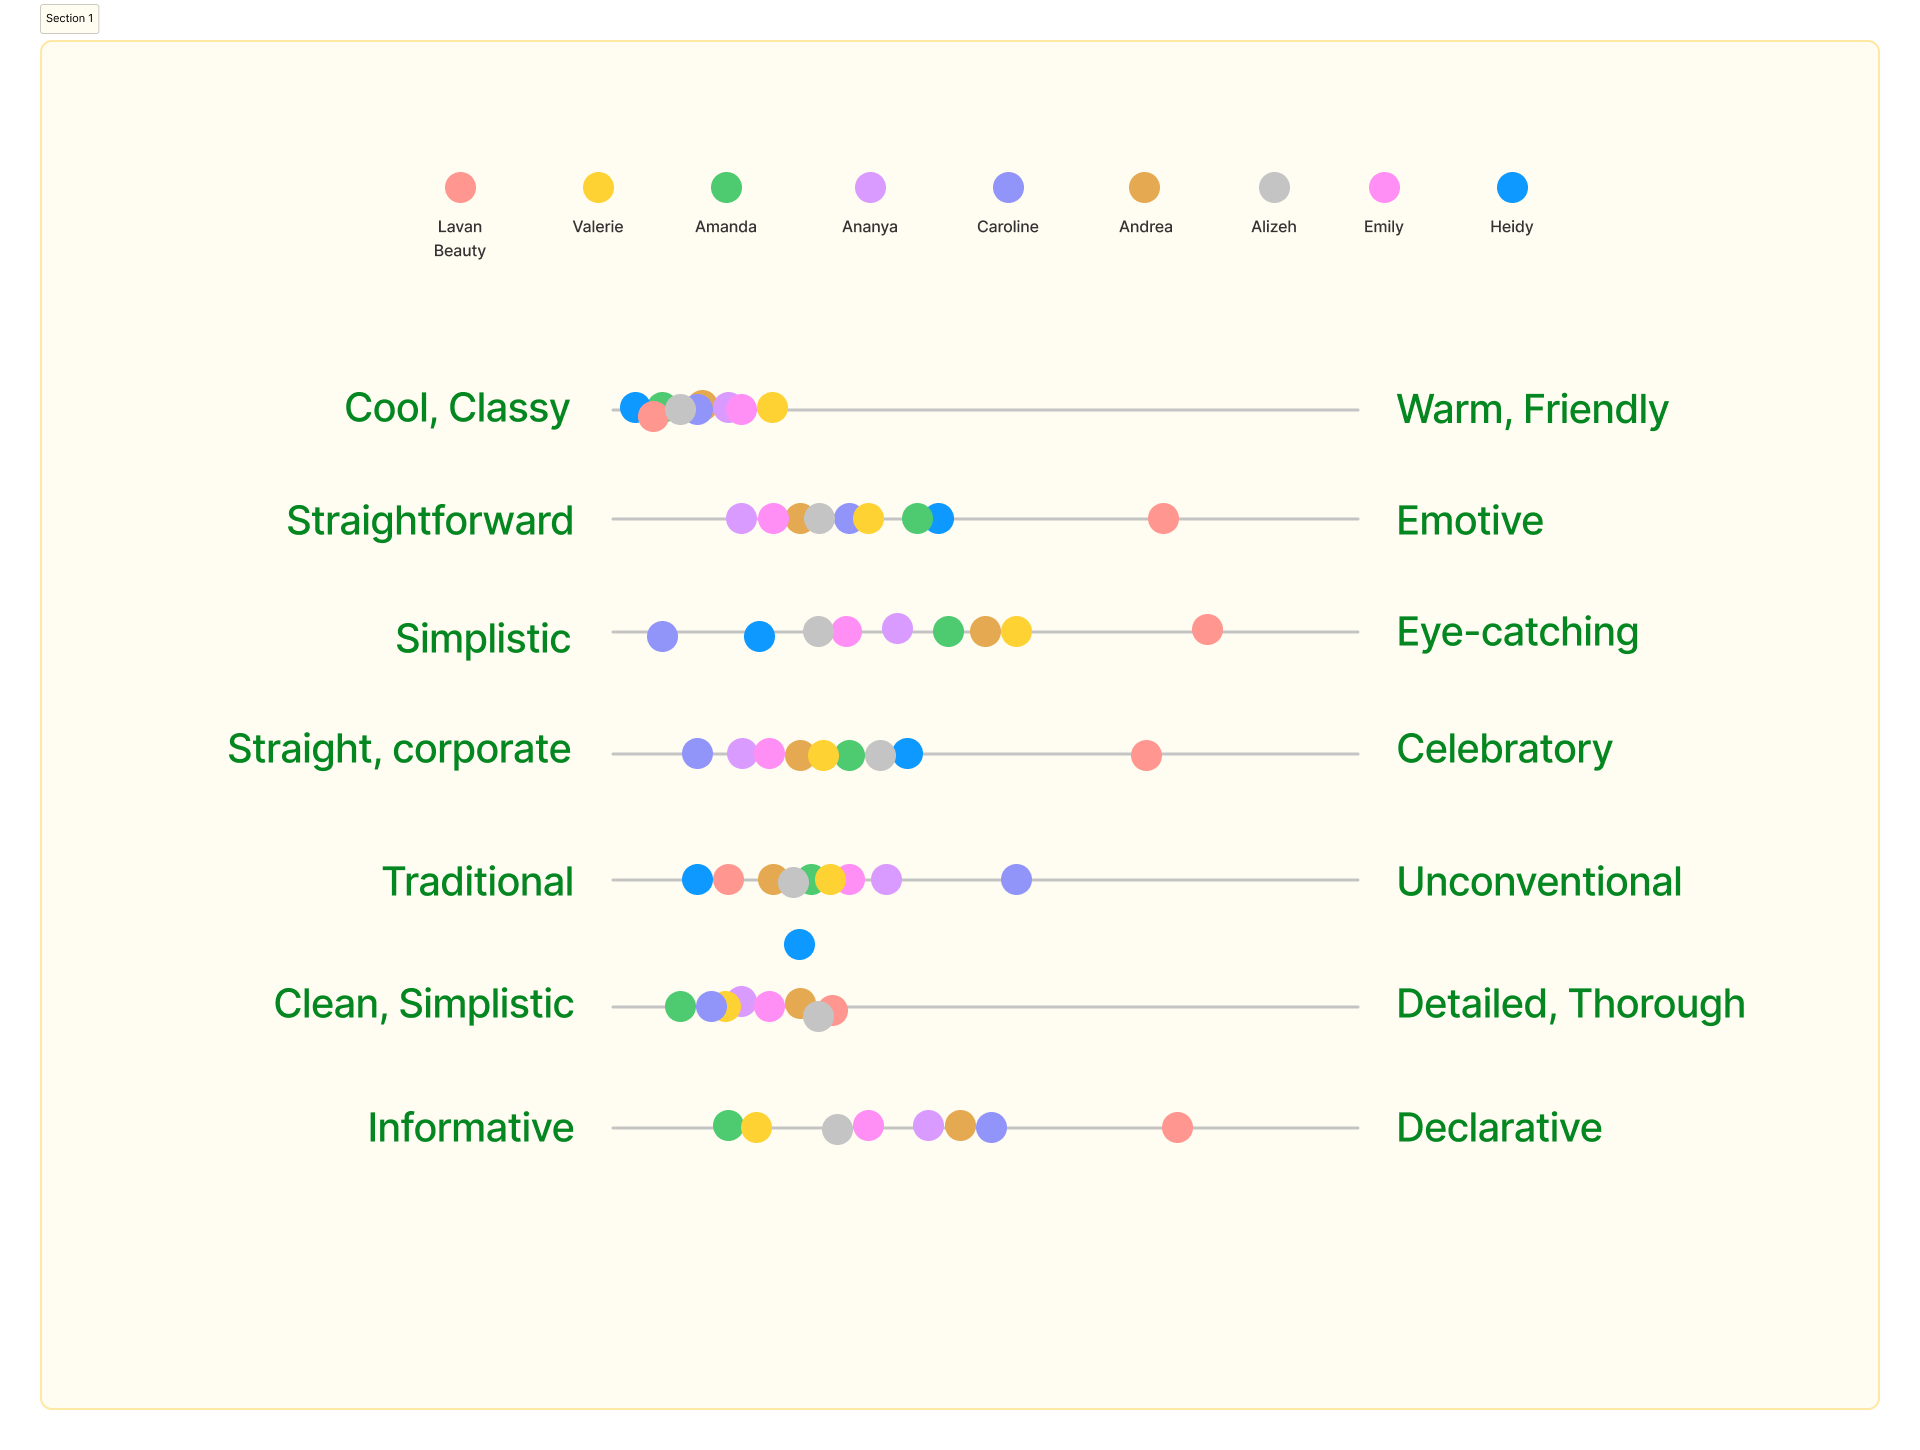 Section 1
Lavan
Beauty
Valerie
Amanda
Ananya
Caroline
Andrea
Alizeh
Emily
Heidy
Cool, Classy
Warm, Friendly
Straightforward
Emotive
Simplistic
Eye-catching
Straight, corporate
Celebratory
Traditional
Unconventional
Clean, Simplistic
Detailed, Thorough
Informative
Declarative